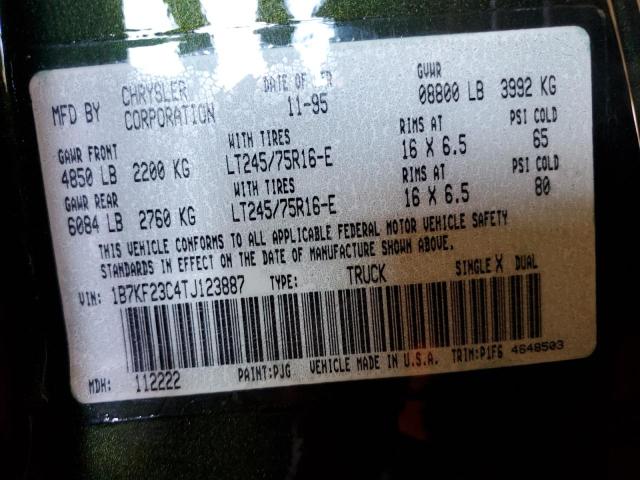 MFD BY CHRYSLER CORPORATION DATE OF 11-95 GVWR 08800 LB 3992 KG
GAWR FRONT WITH TIRES RIMS AT PSI COLD
4850 LB 2200 KG LT245/75R16-E 16 X 6.5 65
GAWR REAR WITH TIRES RIMS AT PSI COLD
6084 LB 2760 KG LT245/75R16-E 16 X 6.5 80
THIS VEHICLE CONFORMS TO ALL APPLICABLE FEDERAL MOTOR VEHICLE SAFETY
STANDARDS IN EFFECT ON THE DATE OF MANUFACTURE SHOWN ABOVE.
VIN: 1B7KF23C4TJ123887 TYPE: TRUCK SINGLE X DUAL
MDH: 112222 PAINT:PJG VEHICLE MADE IN U.S.A. TRIM:P1F6 4648503